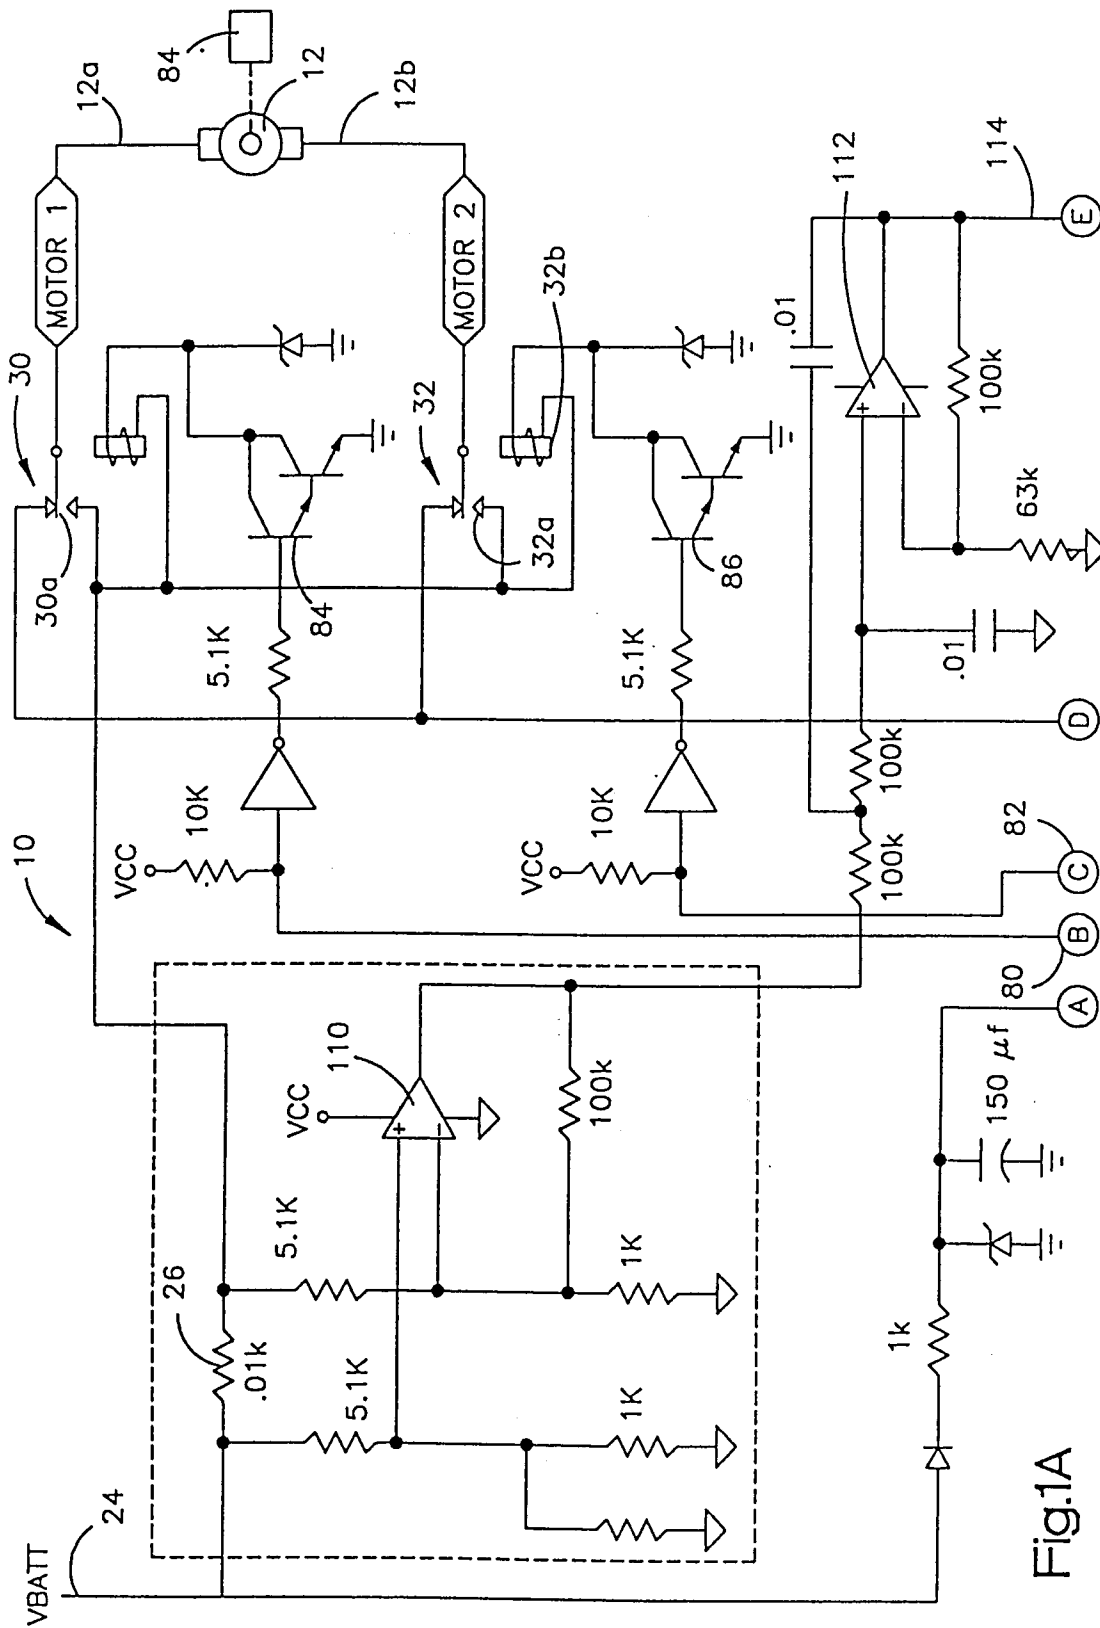 VBATT
24
26
.01k
5.1K
5.1K
1K
1K
VCC
110
+
−
100k
10
VCC
10K
5.1K
84
30a
30
MOTOR 1
12a
84
12
12b
MOTOR 2
32
32a
32b
VCC
10K
5.1K
86
100k
100k
.01
.01
+
−
112
100k
63k
114
1k
150 µf
A
80
B
C
82
D
E
Fig.1A